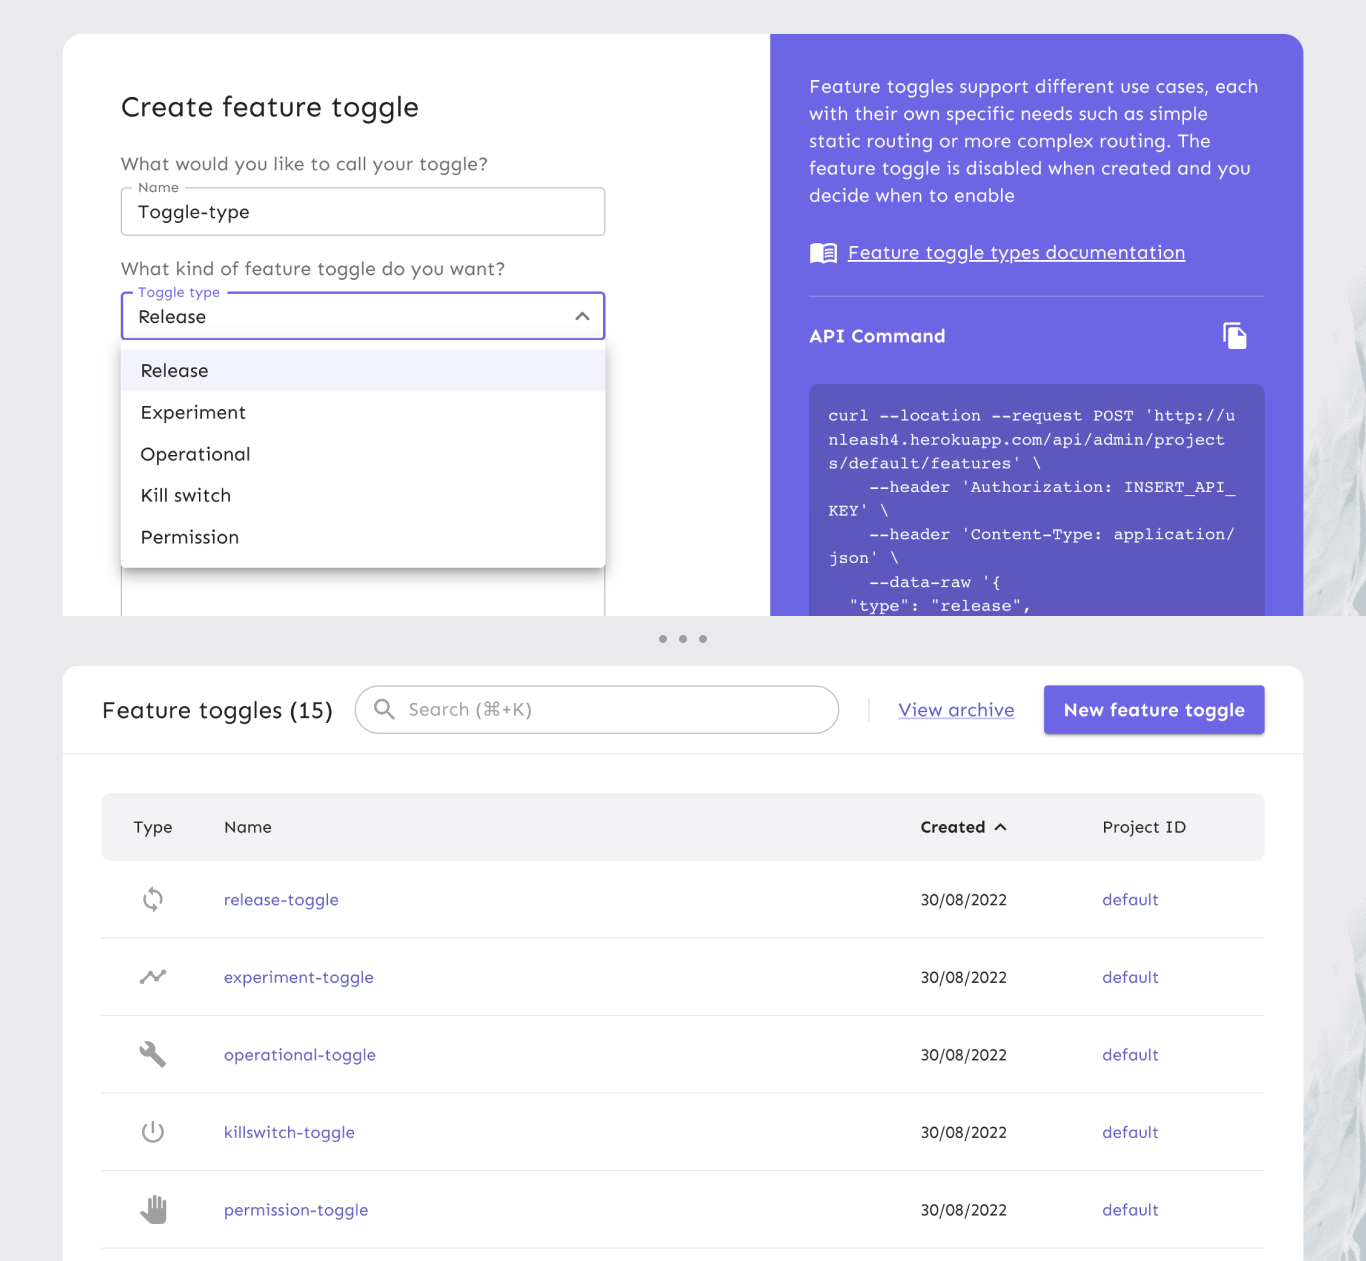 Create feature toggle
What would you like to call your toggle?
Name
Toggle-type
What kind of feature toggle do you want?
Toggle type
Release
Release
Experiment
Operational
Kill switch
Permission
Feature toggles support different use cases, each
with their own specific needs such as simple
static routing or more complex routing. The
feature toggle is disabled when created and you
decide when to enable
Feature toggle types documentation
API Command
curl --location --request POST 'http://u
nleash4.herokuapp.com/api/admin/project
s/default/features' \
    --header 'Authorization: INSERT_API_
KEY' \
    --header 'Content-Type: application/
json' \
    --data-raw '{
  "type": "release",
Feature toggles (15)
Search (⌘+K)
View archive
New feature toggle
Type Name Created Project ID
release-toggle 30/08/2022 default
experiment-toggle 30/08/2022 default
operational-toggle 30/08/2022 default
killswitch-toggle 30/08/2022 default
permission-toggle 30/08/2022 default